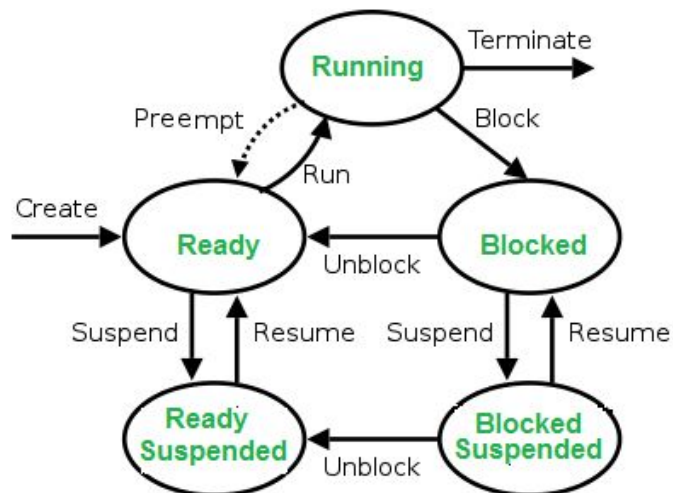 Terminate
Running
Preempt
Block
Run
Create
Ready
Blocked
Unblock
Suspend
Resume
Suspend
Resume
Ready
Suspended
Blocked
Suspended
Unblock